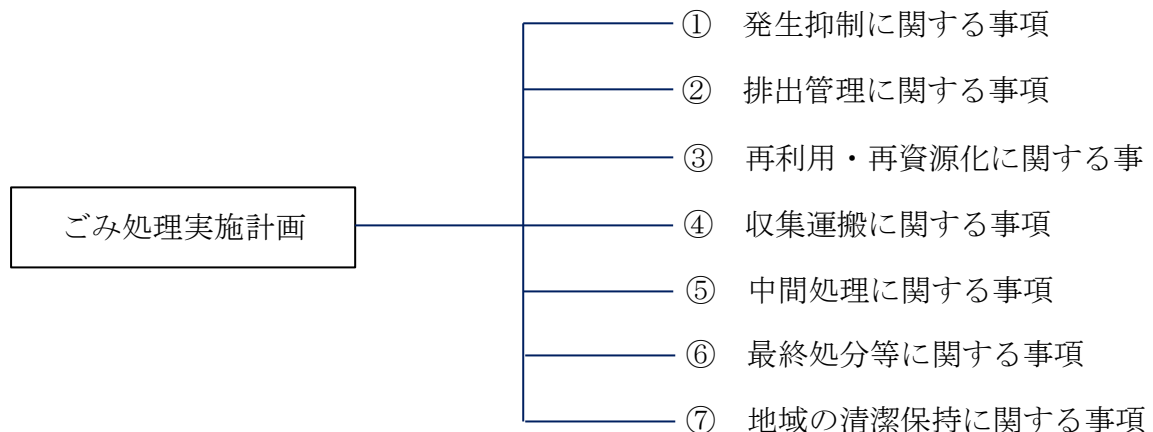 ① 発生抑制に関する事項
② 排出管理に関する事項
③ 再利用・再資源化に関する事
ごみ処理実施計画
④ 収集運搬に関する事項
⑤ 中間処理に関する事項
⑥ 最終処分等に関する事項
⑦ 地域の清潔保持に関する事項